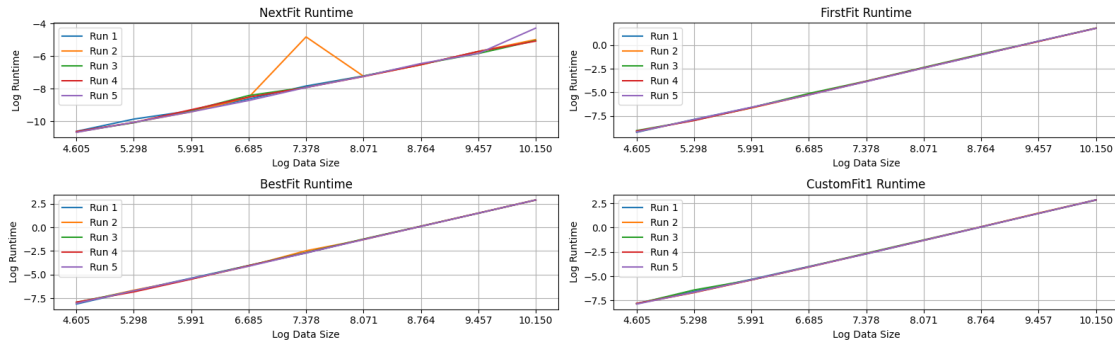 NextFit Runtime
Log Runtime
−4
−6
−8
−10
Run 1
Run 2
Run 3
Run 4
Run 5
4.605 5.298 5.991 6.685 7.378 8.071 8.764 9.457 10.150
Log Data Size
FirstFit Runtime
Log Runtime
0.0
−2.5
−5.0
−7.5
Run 1
Run 2
Run 3
Run 4
Run 5
4.605 5.298 5.991 6.685 7.378 8.071 8.764 9.457 10.150
Log Data Size
BestFit Runtime
Log Runtime
2.5
0.0
−2.5
−5.0
−7.5
Run 1
Run 2
Run 3
Run 4
Run 5
4.605 5.298 5.991 6.685 7.378 8.071 8.764 9.457 10.150
Log Data Size
CustomFit1 Runtime
Log Runtime
2.5
0.0
−2.5
−5.0
−7.5
Run 1
Run 2
Run 3
Run 4
Run 5
4.605 5.298 5.991 6.685 7.378 8.071 8.764 9.457 10.150
Log Data Size